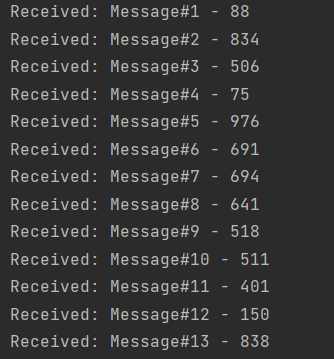 Received: Message#1 - 88
Received: Message#2 - 834
Received: Message#3 - 506
Received: Message#4 - 75
Received: Message#5 - 976
Received: Message#6 - 691
Received: Message#7 - 694
Received: Message#8 - 641
Received: Message#9 - 518
Received: Message#10 - 511
Received: Message#11 - 401
Received: Message#12 - 150
Received: Message#13 - 838